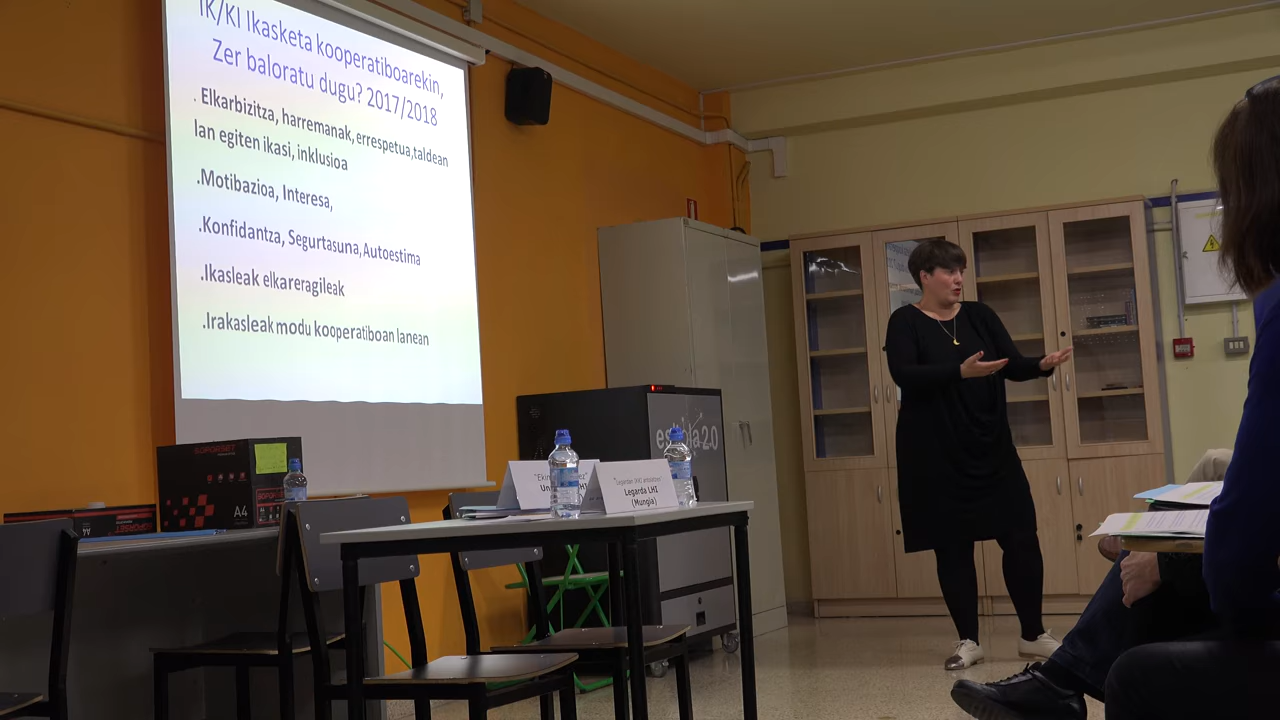 IK/KI Ikasketa kooperatiboarekin,
Zer baloratu dugu? 2017/2018
. Elkarbizitza, harremanak, errespetua,taldean
lan egiten ikasi, inklusioa
.Motibazioa, Interesa,
.Konfidantza, Segurtasuna,Autoestima
.Ikasleak elkareragileak
.Irakasleak modu kooperatiboan lanean
2.0
A4
Legarda LHI
(Mungia)